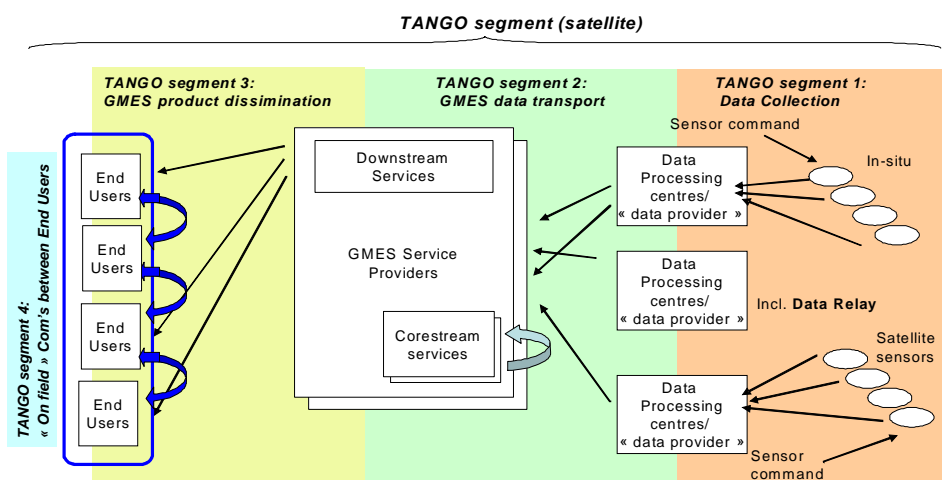 TANGO segment (satellite)
TANGO segment 3:
GMES product dissimination
TANGO segment 2:
GMES data transport
TANGO segment 1:
Data Collection
TANGO segment 4:
« On field » Com's between End Users
End
Users
End
Users
End
Users
End
Users
Downstream
Services
GMES Service
Providers
Corestream
services
Data
Processing
centres/
« data provider »
Data
Processing
centres/
« data provider »
Data
Processing
centres/
« data provider »
Sensor command
In-situ
Incl. Data Relay
Satellite
sensors
Sensor
command